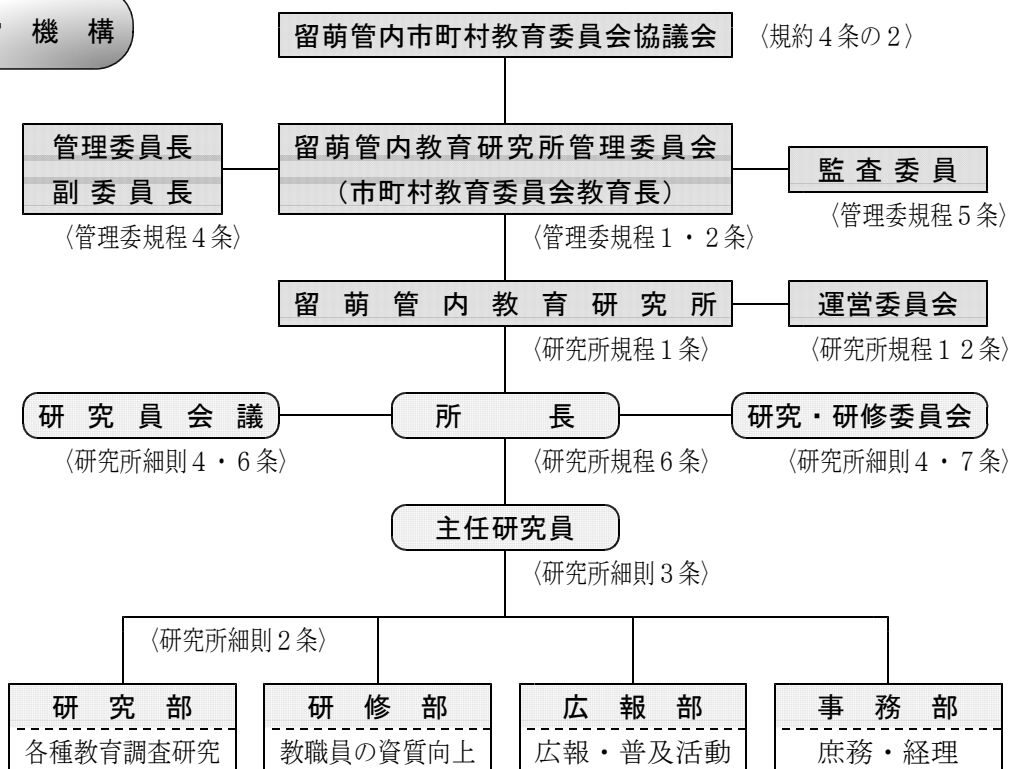 機 構
留萌管内市町村教育委員会協議会 〈規約４条の２〉
管理委員長
副委員長
〈管理委規程４条〉
留萌管内教育研究所管理委員会
（市町村教育委員会教育長）
〈管理委規程１・２条〉
監査委員
〈管理委規程５条〉
留萌管内教育研究所
〈研究所規程１条〉
運営委員会
〈研究所規程１２条〉
研究員会議
〈研究所細則４・６条〉
所長
〈研究所規程６条〉
研究・研修委員会
〈研究所細則４・７条〉
主任研究員
〈研究所細則３条〉
〈研究所細則２条〉
研究部
各種教育調査研究
研修部
教職員の資質向上
広報部
広報・普及活動
事務部
庶務・経理